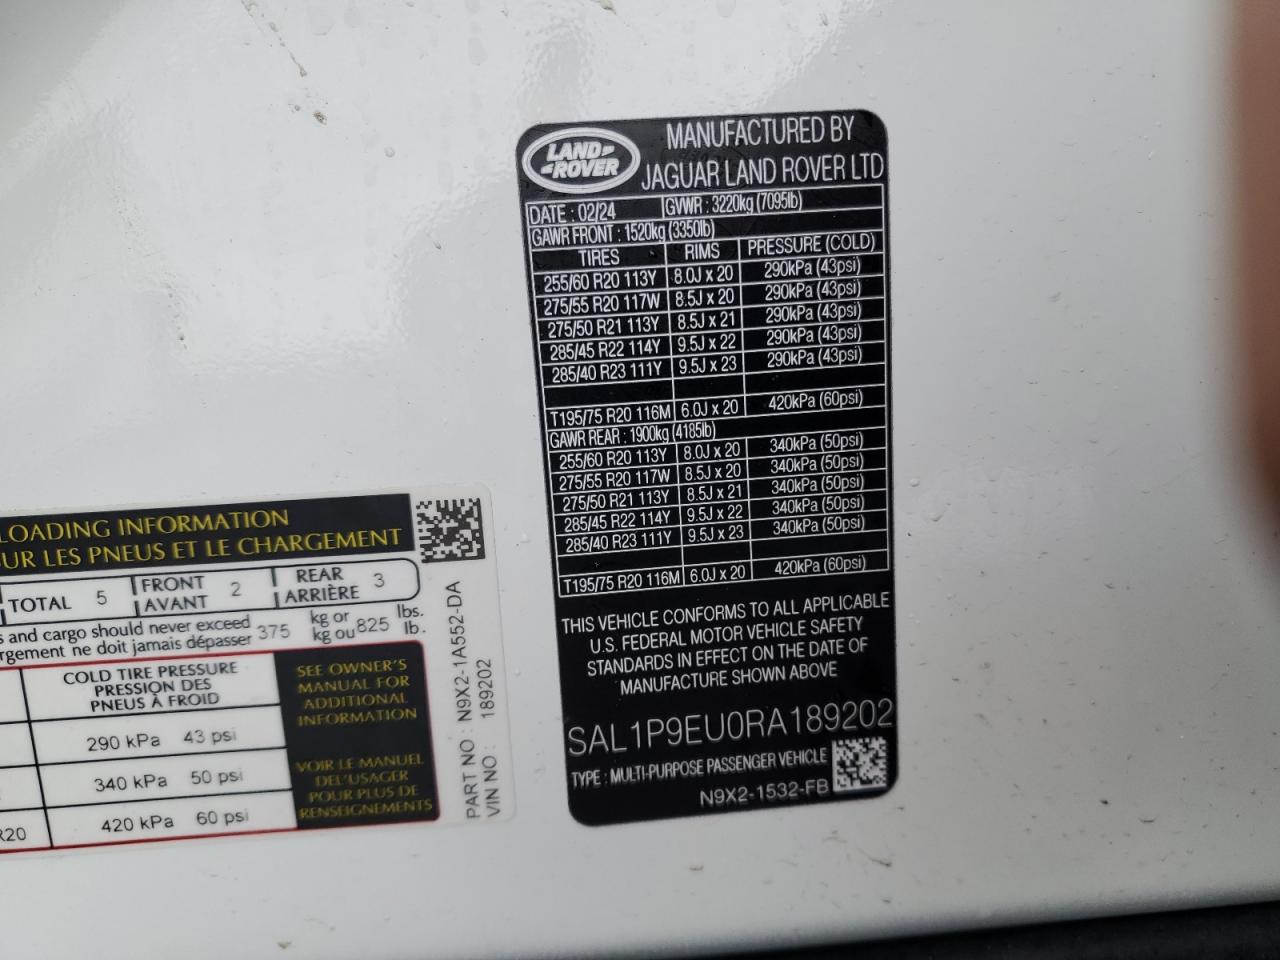 LAND ROVER
MANUFACTURED BY
JAGUAR LAND ROVER LTD
DATE : 02/24 GVWR : 3220kg (7095lb)
GAWR FRONT : 1520kg (3350lb)
TIRES RIMS PRESSURE (COLD)
255/60 R20 113Y 8.0J x 20 290kPa (43psi)
275/55 R20 117W 8.5J x 20 290kPa (43psi)
275/50 R21 113Y 8.5J x 21 290kPa (43psi)
285/45 R22 114Y 9.5J x 22 290kPa (43psi)
285/40 R23 111Y 9.5J x 23 290kPa (43psi)
T195/75 R20 116M 6.0J x 20 420kPa (60psi)
GAWR REAR : 1900kg (4185lb)
255/60 R20 113Y 8.0J x 20 340kPa (50psi)
275/55 R20 117W 8.5J x 20 340kPa (50psi)
275/50 R21 113Y 8.5J x 21 340kPa (50psi)
285/45 R22 114Y 9.5J x 22 340kPa (50psi)
285/40 R23 111Y 9.5J x 23 340kPa (50psi)
T195/75 R20 116M 6.0J x 20 420kPa (60psi)
THIS VEHICLE CONFORMS TO ALL APPLICABLE
U.S. FEDERAL MOTOR VEHICLE SAFETY
STANDARDS IN EFFECT ON THE DATE OF
MANUFACTURE SHOWN ABOVE
SAL1P9EU0RA189202
TYPE : MULTI-PURPOSE PASSENGER VEHICLE
N9X2-1532-FB
LOADING INFORMATION
UR LES PNEUS ET LE CHARGEMENT
TOTAL 5 FRONT AVANT 2 REAR ARRIÈRE 3
s and cargo should never exceed 375 kg or 825 lbs.
rgement ne doit jamais dépasser kg ou lb.
COLD TIRE PRESSURE
PRESSION DES
PNEUS À FROID
290 kPa 43 psi
340 kPa 50 psi
R20 420 kPa 60 psi
SEE OWNER'S
MANUAL FOR
ADDITIONAL
INFORMATION
VOIR LE MANUEL
DEL'USAGER
POUR PLUS DE
RENSEIGNEMENTS
PART NO : N9X2-1A552-DA
VIN NO : 189202